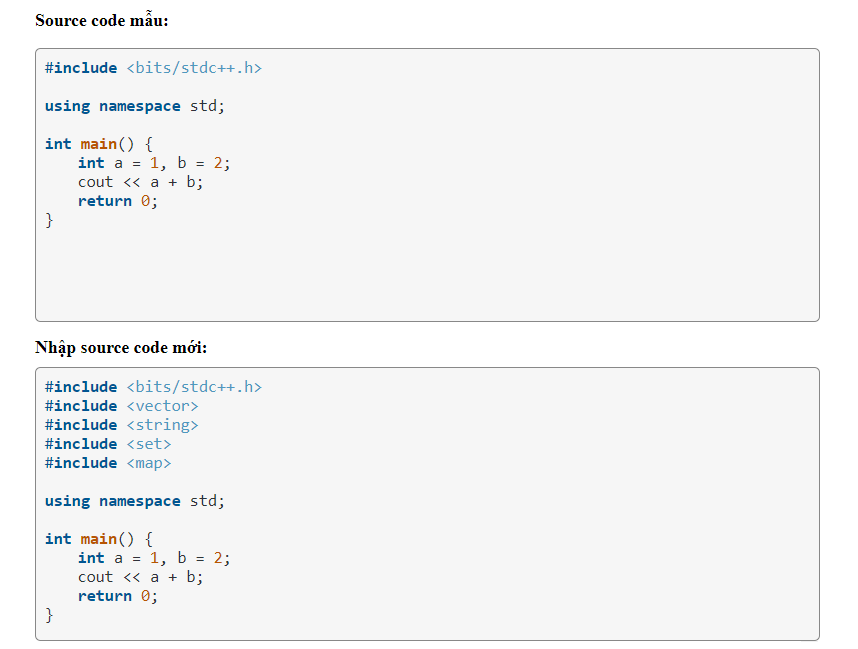 Source code mẫu:
#include <bits/stdc++.h>
using namespace std;
int main() {
int a = 1, b = 2;
cout << a + b;
return 0;
}
Nhập source code mới:
#include <bits/stdc++.h>
#include <vector>
#include <string>
#include <set>
#include <map>
using namespace std;
int main() {
int a = 1, b = 2;
cout << a + b;
return 0;
}